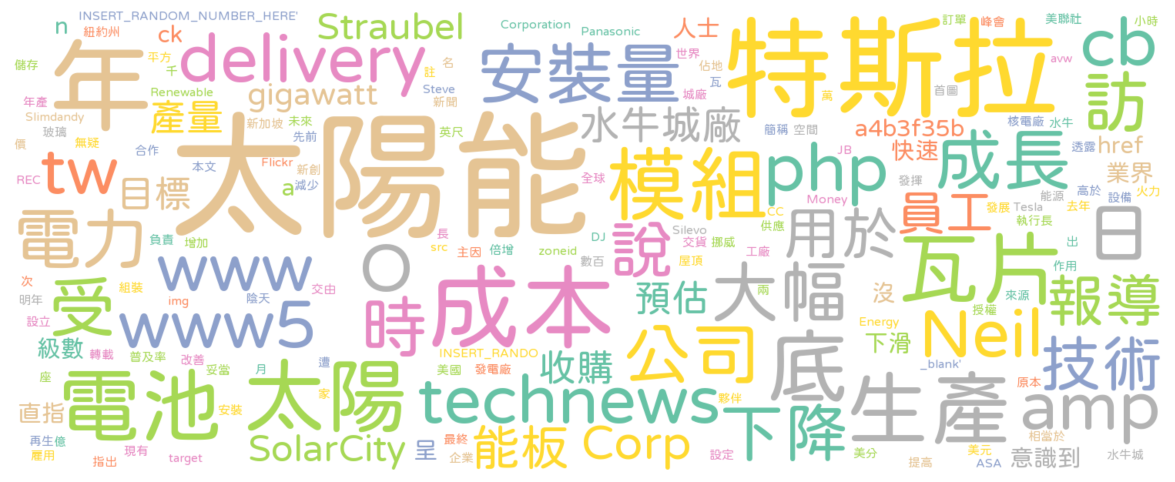 INSERT_RANDOM_NUMBER_HERE'
n
紐約州
ck
Straubel
Corporation
Panasonic
人士
訂單
峰會
美聯社
小時
cb
儲存
年
平方
千
delivery
註
名
Steve
新聞
安裝量
世界
佔地
瓦
城廠
特斯拉
avw
訪
年產
Slimdandy
玻璃
Renewable
產量
gigawatt
新加坡
未來
先前
英尺
水牛城廠
萬
首圖
簡稱
空間
a4b3f35b
核電廠
水牛
透露
href
價
無疑
合作
太陽能
本文
Flickr
新創
減少
a
全球
模組
php
JB
快速
成長
業界
REC
tw
目標
Money
發揮
能源
高於
設備
火力
電力
負責
增加
長
src
主因
倍增
DJ
zoneid
數百
說
Silevo
交貨
挪威
屋頂
CC
供應
工廠
用於
員工
發展
Tesla
去年
執行長
日
出
次
明年
組裝
www
O
瓦片
作用
設立
受
img
陰天
交由
www5
時
成本
預估
大幅
兩
沒
來源
授權
報導
級數
轉載
普及率
改善
妥當
月
遭
INSERT_RANDO
美國
發電廠
收購
公司
底
Energy
下滑
Neil
_blank'
技術
座
直指
電池
安裝
太陽
家
technews
夥伴
下降
生產
原本
amp
相當於
再生
億
雇用
指出
現有
target
SolarCity
呈
最終
企業
能板
Corp
設定
美分
提高
美元
ASA
意識到
水牛城